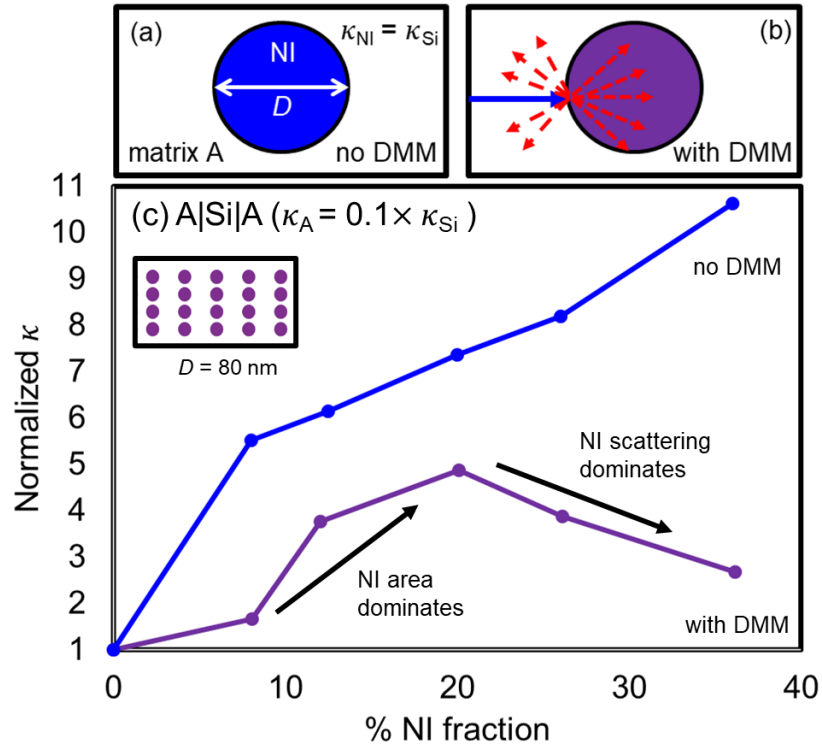 (a)
NI
κNI = κSi
D
matrix A
no DMM
(b)
with DMM
(c) A|Si|A (κA = 0.1× κSi )
D = 80 nm
no DMM
NI scattering
dominates
NI area
dominates
with DMM
Normalized κ
11
10
9
8
7
6
5
4
3
2
1
0
10
20
30
40
% NI fraction